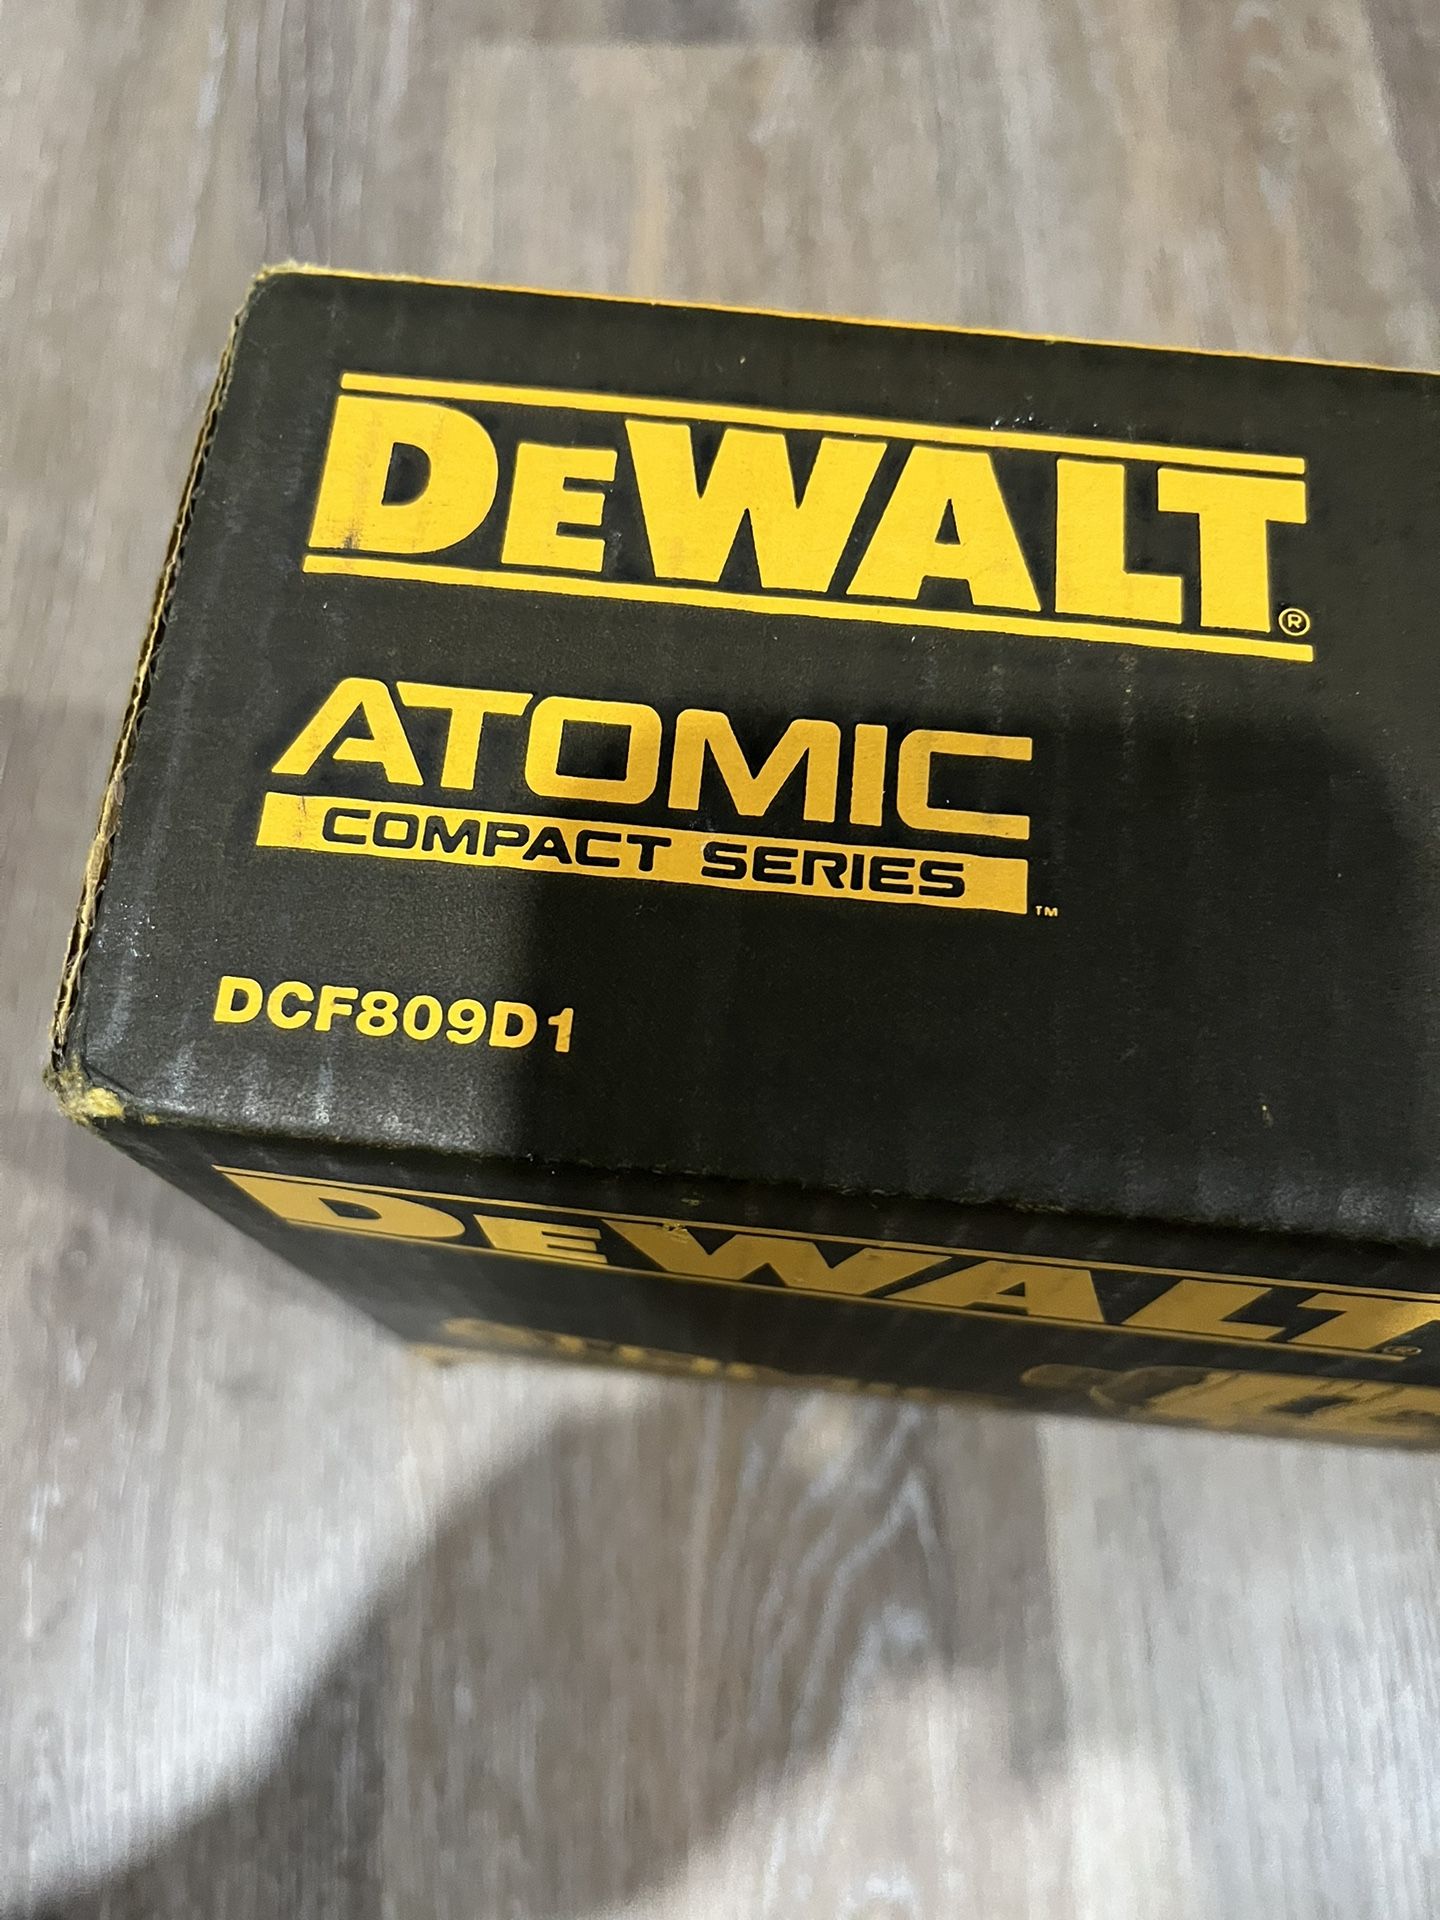 DEWALT®
ATOMIC
COMPACT SERIES™
DCF809D1
DEWALT®